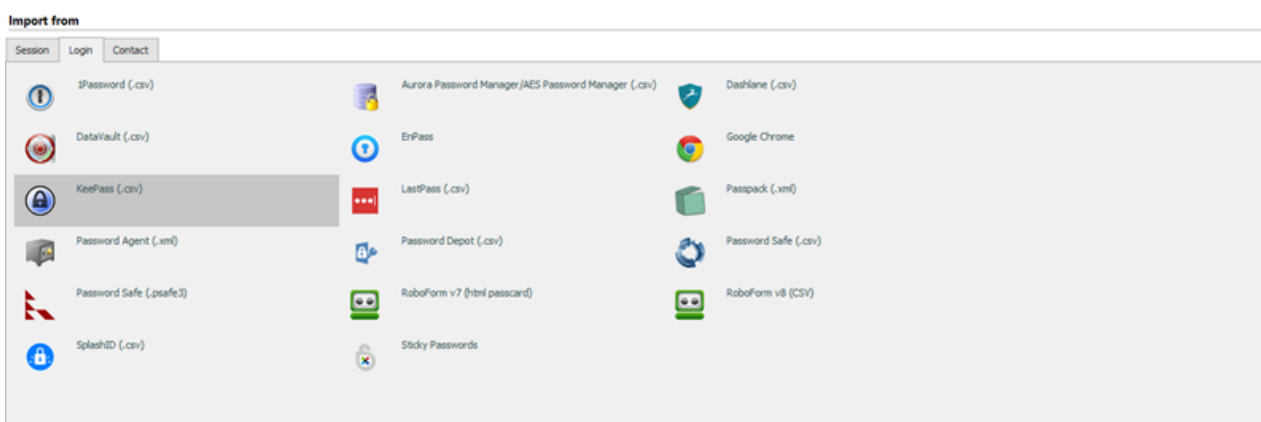 Import from
Session Login Contact
1Password (.csv) Aurora Password Manager/AES Password Manager (.csv) Dashlane (.csv)
DataVault (.csv) EnPass Google Chrome
KeePass (.csv) LastPass (.csv) Passpack (.xml)
Password Agent (.xml) Password Depot (.csv) Password Safe (.csv)
Password Safe (.psafe3) RoboForm v7 (html passcard) RoboForm v8 (CSV)
SplashID (.csv) Sticky Passwords